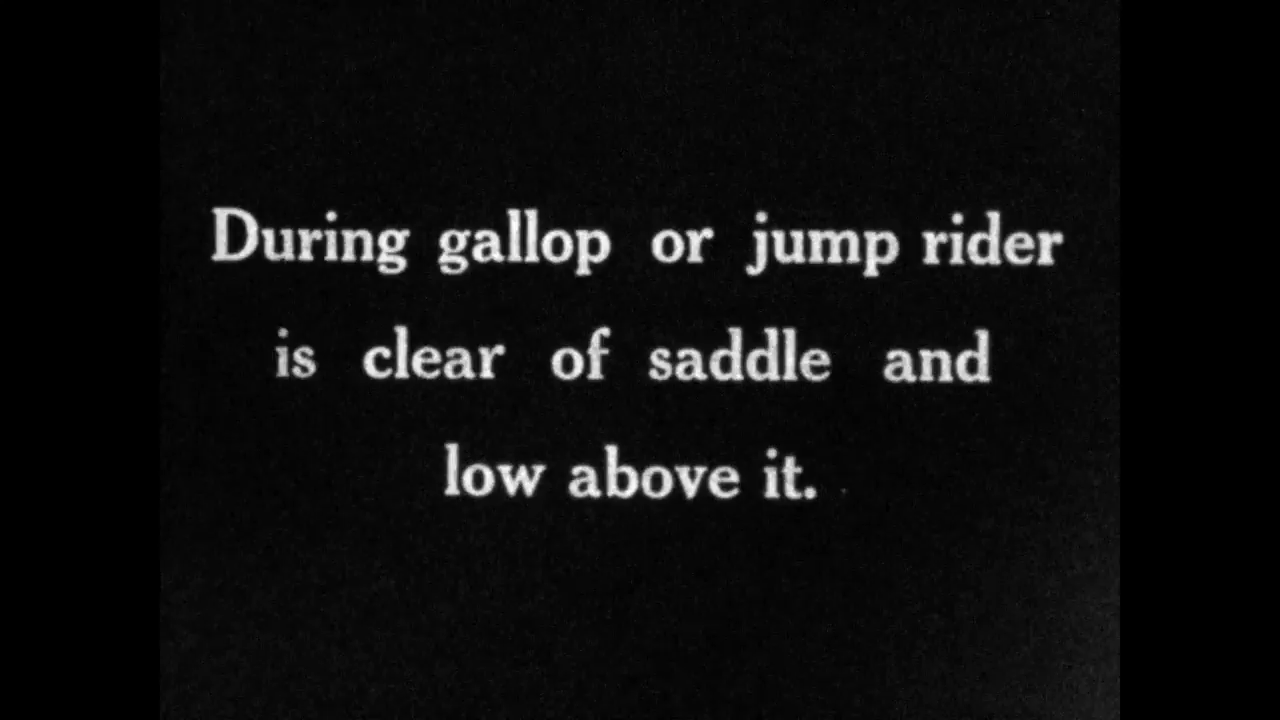 During gallop or jump rider
is clear of saddle and
low above it.